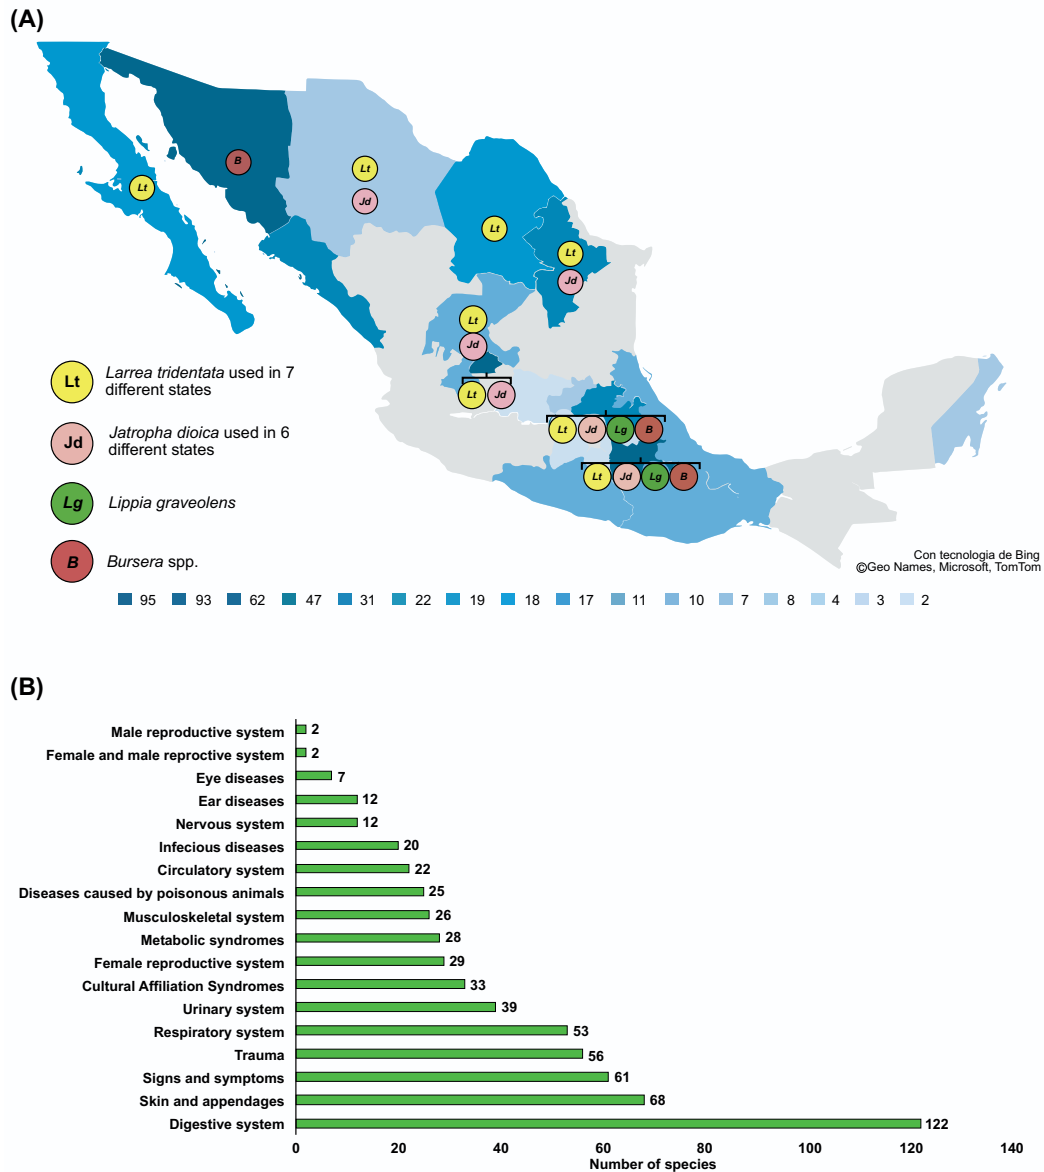 (A)
B
Lt
Lt
Jd
Lt
Lt
Jd
Lt
Jd
Lt Jd
Lt Jd Lg B
Lt Jd Lg B
Lt Larrea tridentata used in 7
different states
Jd Jatropha dioica used in 6
different states
Lg Lippia graveolens
B Bursera spp.
Con tecnologia de Bing
©Geo Names, Microsoft, TomTom
95 93 62 47 31 22 19 18 17 11 10 7 8 4 3 2
(B)
Male reproductive system 2
Female and male reproctive system 2
Eye diseases 7
Ear diseases 12
Nervous system 12
Infecious diseases 20
Circulatory system 22
Diseases caused by poisonous animals 25
Musculoskeletal system 26
Metabolic syndromes 28
Female reproductive system 29
Cultural Affiliation Syndromes 33
Urinary system 39
Respiratory system 53
Trauma 56
Signs and symptoms 61
Skin and appendages 68
Digestive system 122
0 20 40 60 80 100 120 140
Number of species